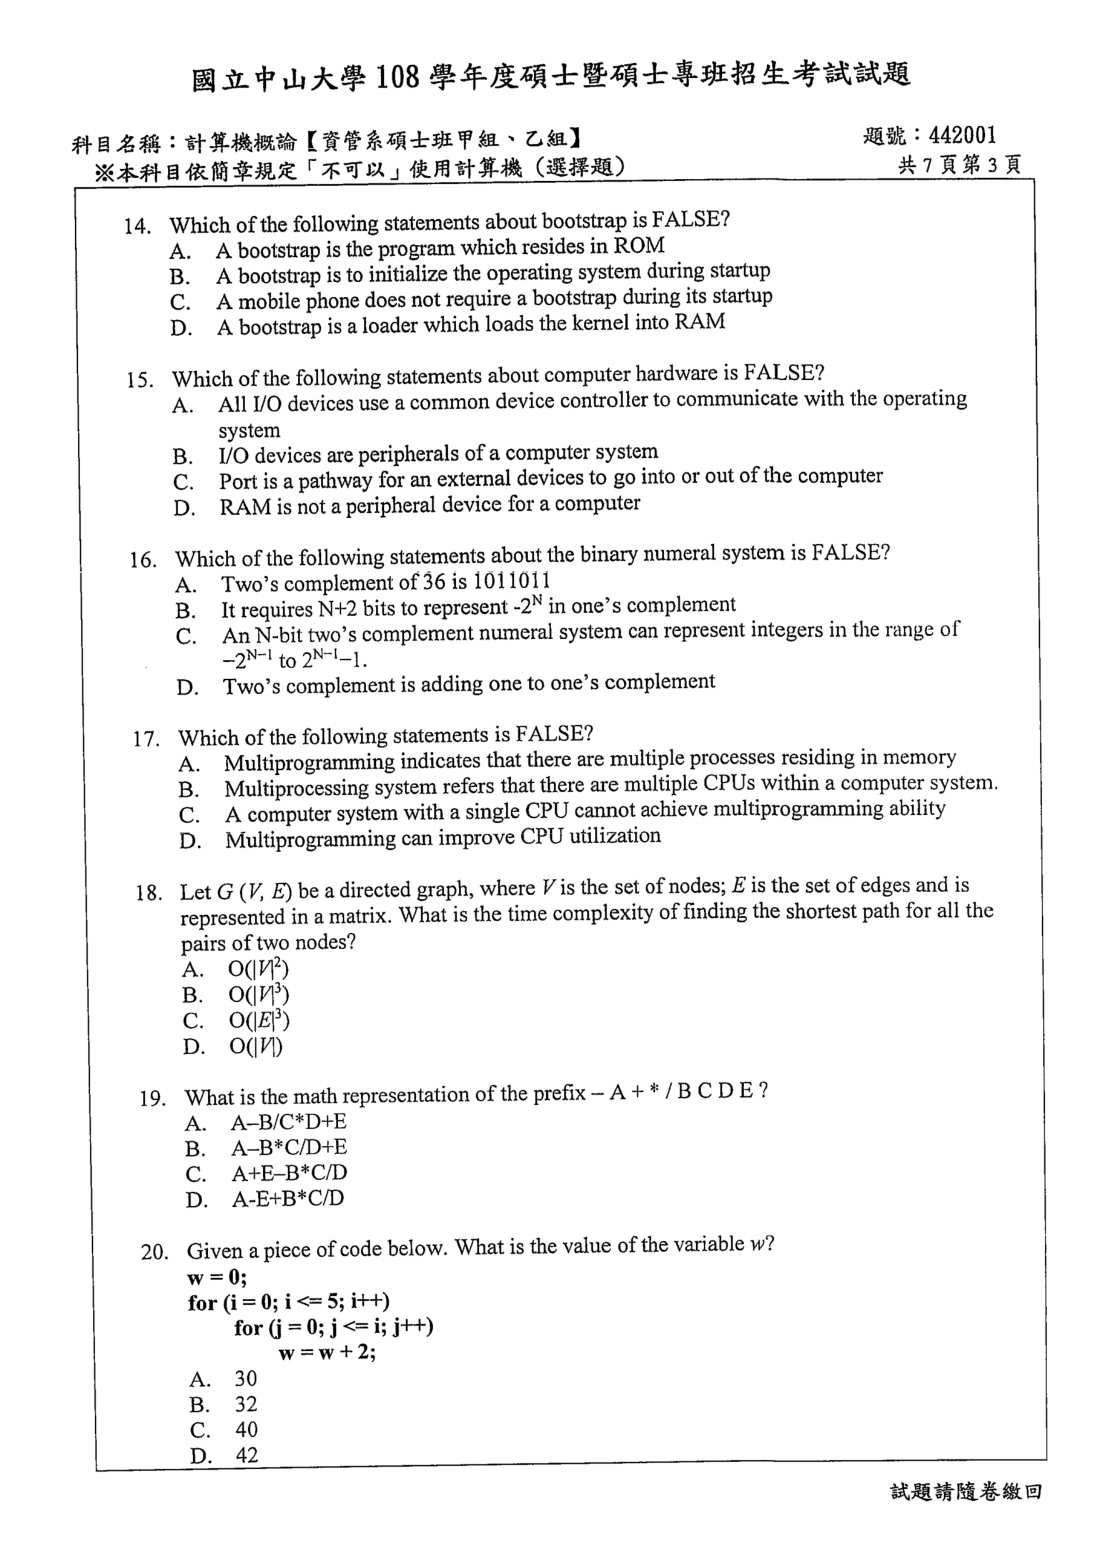 國立中山大學 108 學年度碩士暨碩士專班招生考試試題
科目名稱：計算機概論【資管系碩士班甲組、乙組】
題號：442001
※本科目依簡章規定「不可以」使用計算機（選擇題）
共 7 頁第 3 頁
14. Which of the following statements about bootstrap is FALSE?
A. A bootstrap is the program which resides in ROM
B. A bootstrap is to initialize the operating system during startup
C. A mobile phone does not require a bootstrap during its startup
D. A bootstrap is a loader which loads the kernel into RAM
15. Which of the following statements about computer hardware is FALSE?
A. All I/O devices use a common device controller to communicate with the operating
system
B. I/O devices are peripherals of a computer system
C. Port is a pathway for an external devices to go into or out of the computer
D. RAM is not a peripheral device for a computer
16. Which of the following statements about the binary numeral system is FALSE?
A. Two's complement of 36 is 1011011
B. It requires N+2 bits to represent -2^N in one's complement
C. An N-bit two's complement numeral system can represent integers in the range of
−2^N−1 to 2^N−1−1.
D. Two's complement is adding one to one's complement
17. Which of the following statements is FALSE?
A. Multiprogramming indicates that there are multiple processes residing in memory
B. Multiprocessing system refers that there are multiple CPUs within a computer system.
C. A computer system with a single CPU cannot achieve multiprogramming ability
D. Multiprogramming can improve CPU utilization
18. Let G (V, E) be a directed graph, where V is the set of nodes; E is the set of edges and is
represented in a matrix. What is the time complexity of finding the shortest path for all the
pairs of two nodes?
A. O(|V|²)
B. O(|V|³)
C. O(|E|³)
D. O(|V|)
19. What is the math representation of the prefix – A + * / B C D E ?
A. A–B/C*D+E
B. A–B*C/D+E
C. A+E–B*C/D
D. A-E+B*C/D
20. Given a piece of code below. What is the value of the variable w?
w = 0;
for (i = 0; i <= 5; i++)
for (j = 0; j <= i; j++)
w = w + 2;
A. 30
B. 32
C. 40
D. 42
試題請隨卷繳回